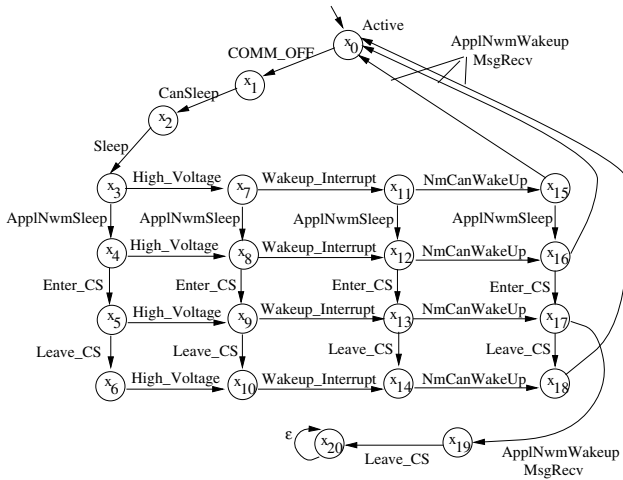 Active
x0
ApplNwmWakeup
MsgRecv
COMM_OFF
x1
CanSleep
x2
Sleep
x3 High_Voltage x7 Wakeup_Interrupt x11 NmCanWakeUp x15
ApplNwmSleep ApplNwmSleep ApplNwmSleep ApplNwmSleep
x4 High_Voltage x8 Wakeup_Interrupt x12 NmCanWakeUp x16
Enter_CS Enter_CS Enter_CS Enter_CS
x5 High_Voltage x9 Wakeup_Interrupt x13 NmCanWakeUp x17
Leave_CS Leave_CS Leave_CS Leave_CS
x6 High_Voltage x10 Wakeup_Interrupt x14 NmCanWakeUp x18
ε x20 Leave_CS x19
ApplNwmWakeup
MsgRecv